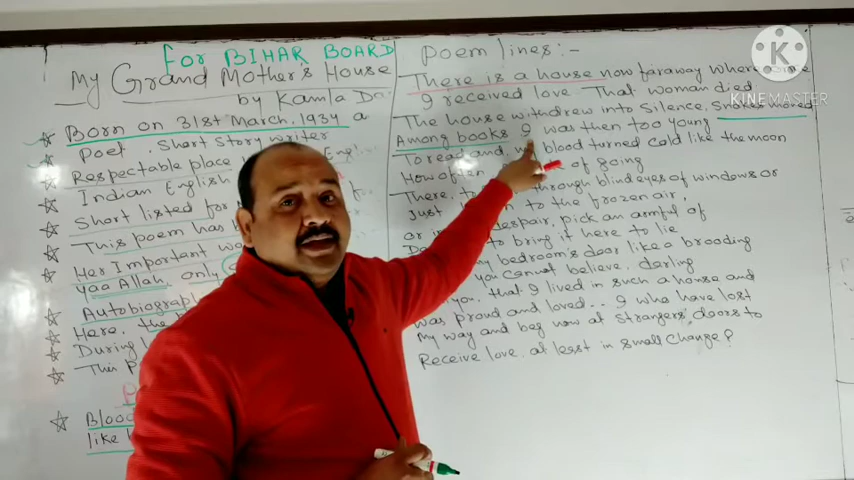 For BIHAR BOARD
My Grand Mother's House
by Kamla Da
Born on 31st March, 1934 a
Poet, Short Story writer
Respectable place
Indian English
Short listed for
This poem has
Her Important
yaa Allah, only
Autobiograph
Here, the
During
This P
Blood
like
Poem lines:-
There is a house now faraway where once
I received love. That woman died
The house withdrew into silence, Snakes moved
Among books I was then too young
To read and, my blood turned cold like the moon
How often of going
There, to through blind eyes of windows or
Just to the frozen air,
or in despair, pick an armful of
to bring it here to lie
my bedroom's door like a brooding
you cannot believe, darling
you, that I lived in such a house and
was proud and loved.. I who have lost
My way and beg now at strangers' doors to
Receive love, at least in small change?
MADE WITH
KINEMASTER